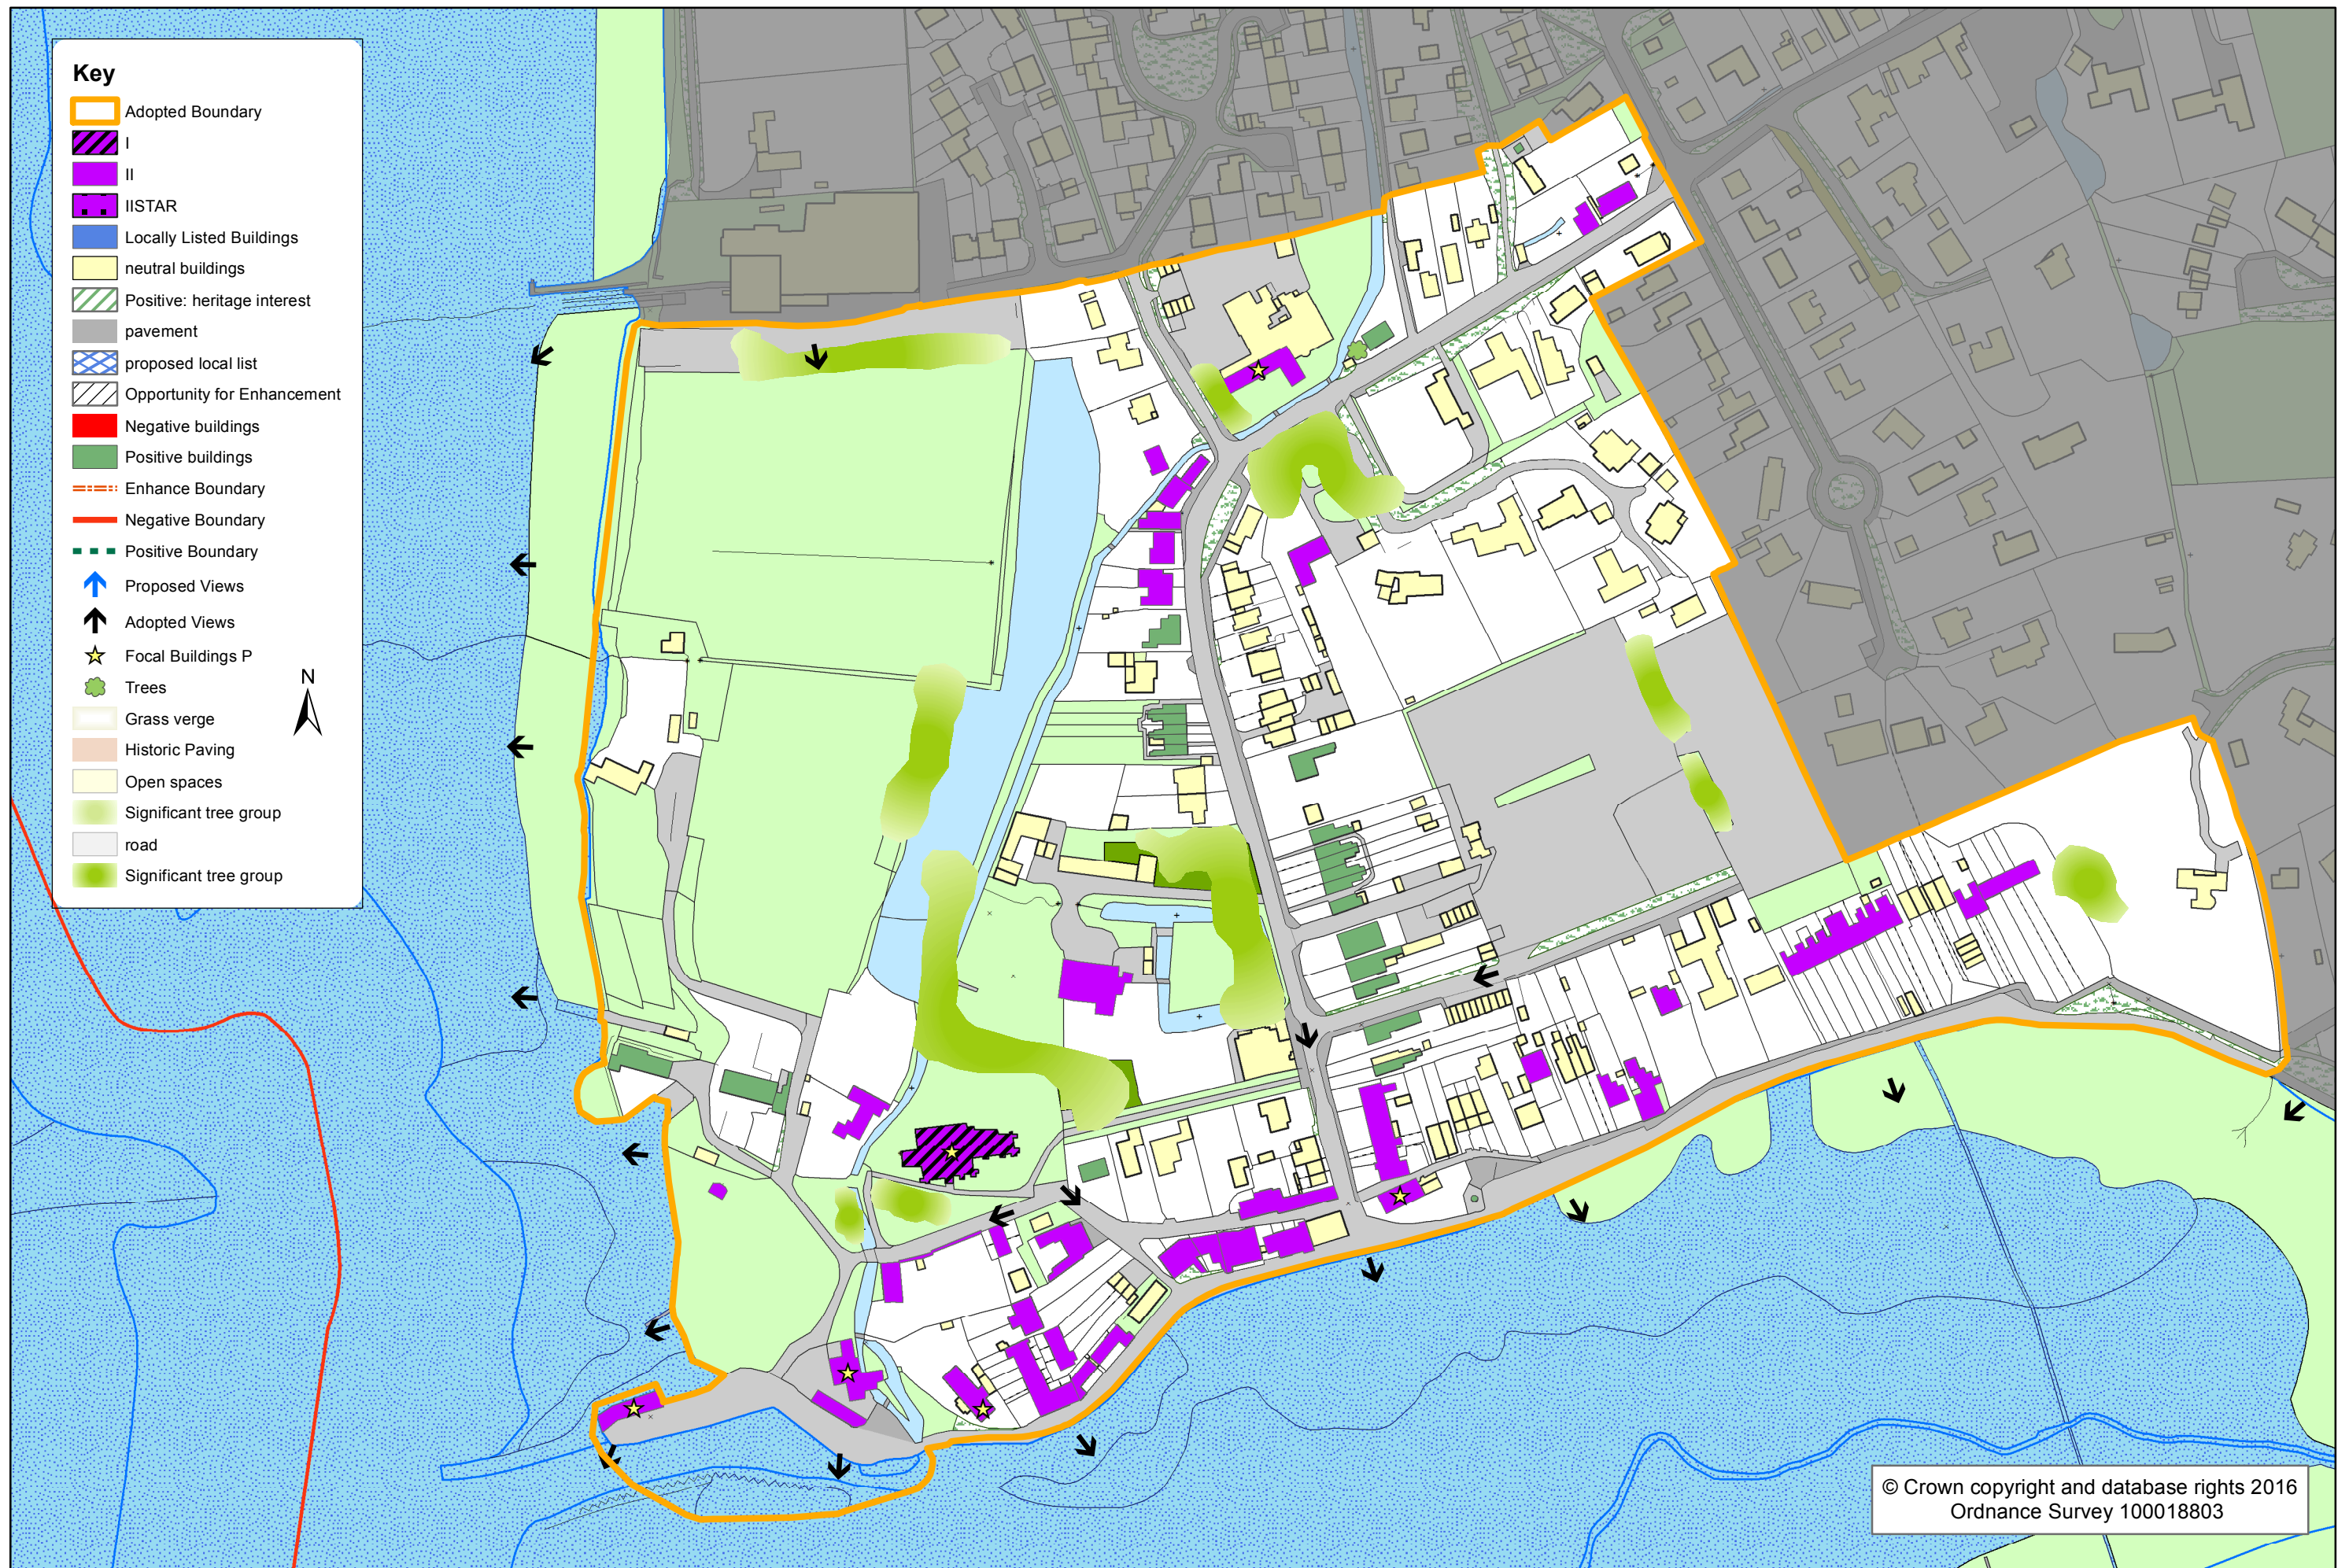 Key
Adopted Boundary
I
II
IISTAR
Locally Listed Buildings
neutral buildings
Positive: heritage interest
pavement
proposed local list
Opportunity for Enhancement
Negative buildings
Positive buildings
Enhance Boundary
Negative Boundary
Positive Boundary
Proposed Views
Adopted Views
Focal Buildings P
Trees
Grass verge
Historic Paving
Open spaces
Significant tree group
road
Significant tree group
N
© Crown copyright and database rights 2016
Ordnance Survey 100018803